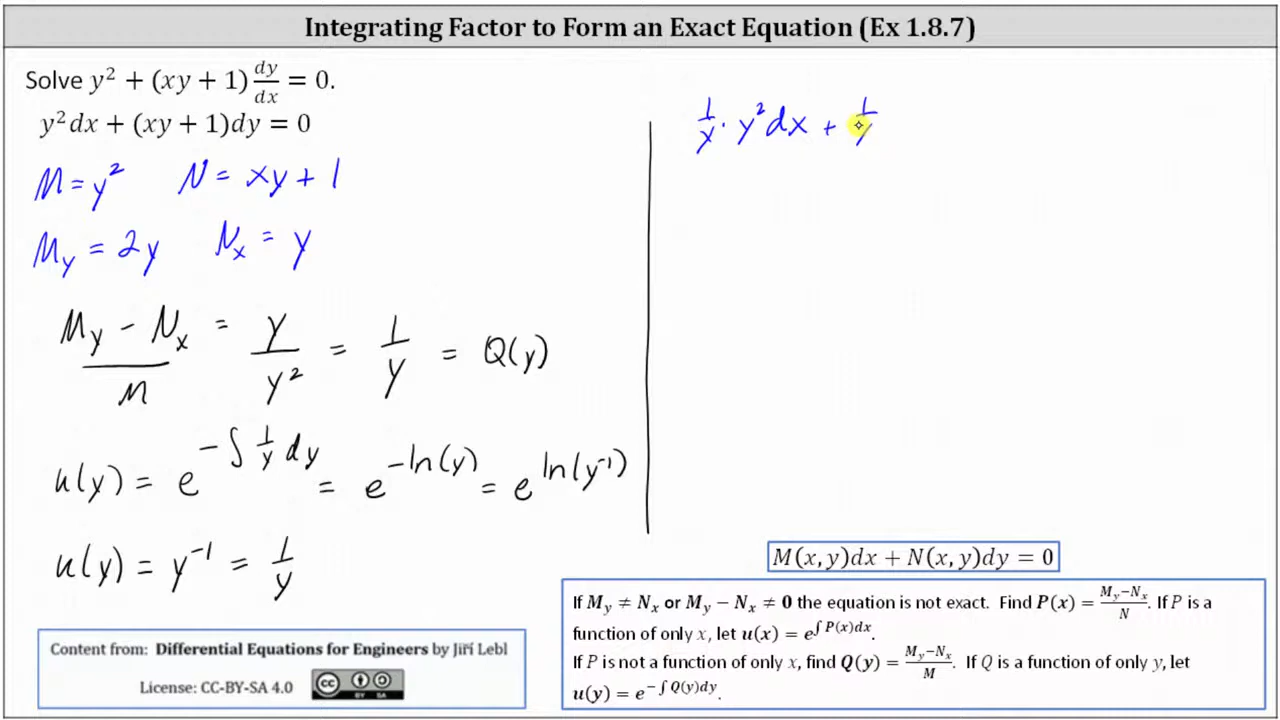 Integrating Factor to Form an Exact Equation (Ex 1.8.7)
Solve y² + (xy + 1) dy/dx = 0.
y²dx + (xy + 1)dy = 0
M = y² N = xy + 1
M_y = 2y N_x = y
(M_y − N_x)/M = y/y² = 1/y = Q(y)
u(y) = e^(−∫ 1/y dy) = e^(−ln(y)) = e^(ln(y⁻¹))
u(y) = y⁻¹ = 1/y
1/y · y² dx + 1/y
M(x, y)dx + N(x, y)dy = 0
If M_y ≠ N_x or M_y − N_x ≠ 0 the equation is not exact. Find P(x) = (M_y−N_x)/N. If P is a
function of only x, let u(x) = e^(∫ P(x)dx).
If P is not a function of only x, find Q(y) = (M_y−N_x)/M. If Q is a function of only y, let
u(y) = e^(−∫ Q(y)dy).
Content from: Differential Equations for Engineers by Jiří Lebl
License: CC-BY-SA 4.0
cc BY SA